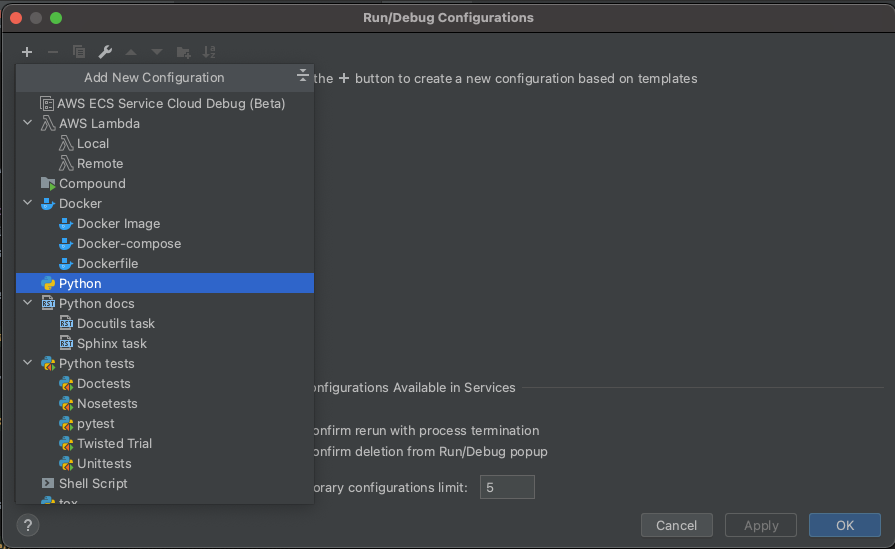 Run/Debug Configurations
Add New Configuration
the + button to create a new configuration based on templates
AWS ECS Service Cloud Debug (Beta)
AWS Lambda
Local
Remote
Compound
Docker
Docker Image
Docker-compose
Dockerfile
Python
Python docs
RST
Docutils task
RST
Sphinx task
RST
Python tests
Doctests
onfigurations Available in Services
Nosetests
pytest
onfirm rerun with process termination
Twisted Trial
onfirm deletion from Run/Debug popup
Unittests
Shell Script
orary configurations limit:
5
tox
?
Cancel
Apply
OK